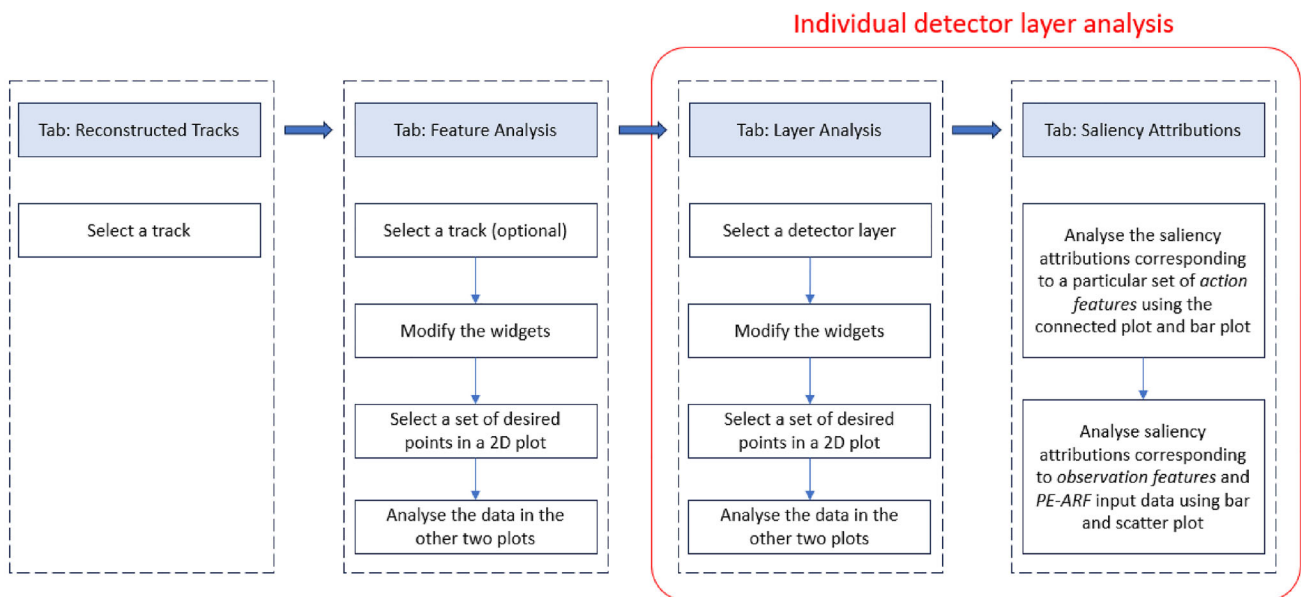 Individual detector layer analysis
Tab: Reconstructed Tracks
Select a track
Tab: Feature Analysis
Select a track (optional)
Modify the widgets
Select a set of desired
points in a 2D plot
Analyse the data in the
other two plots
Tab: Layer Analysis
Select a detector layer
Modify the widgets
Select a set of desired
points in a 2D plot
Analyse the data in the
other two plots
Tab: Saliency Attributions
Analyse the saliency
attributions corresponding
to a particular set of action
features using the
connected plot and bar plot
Analyse saliency
attributions corresponding
to observation features and
PE-ARF input data using bar
and scatter plot